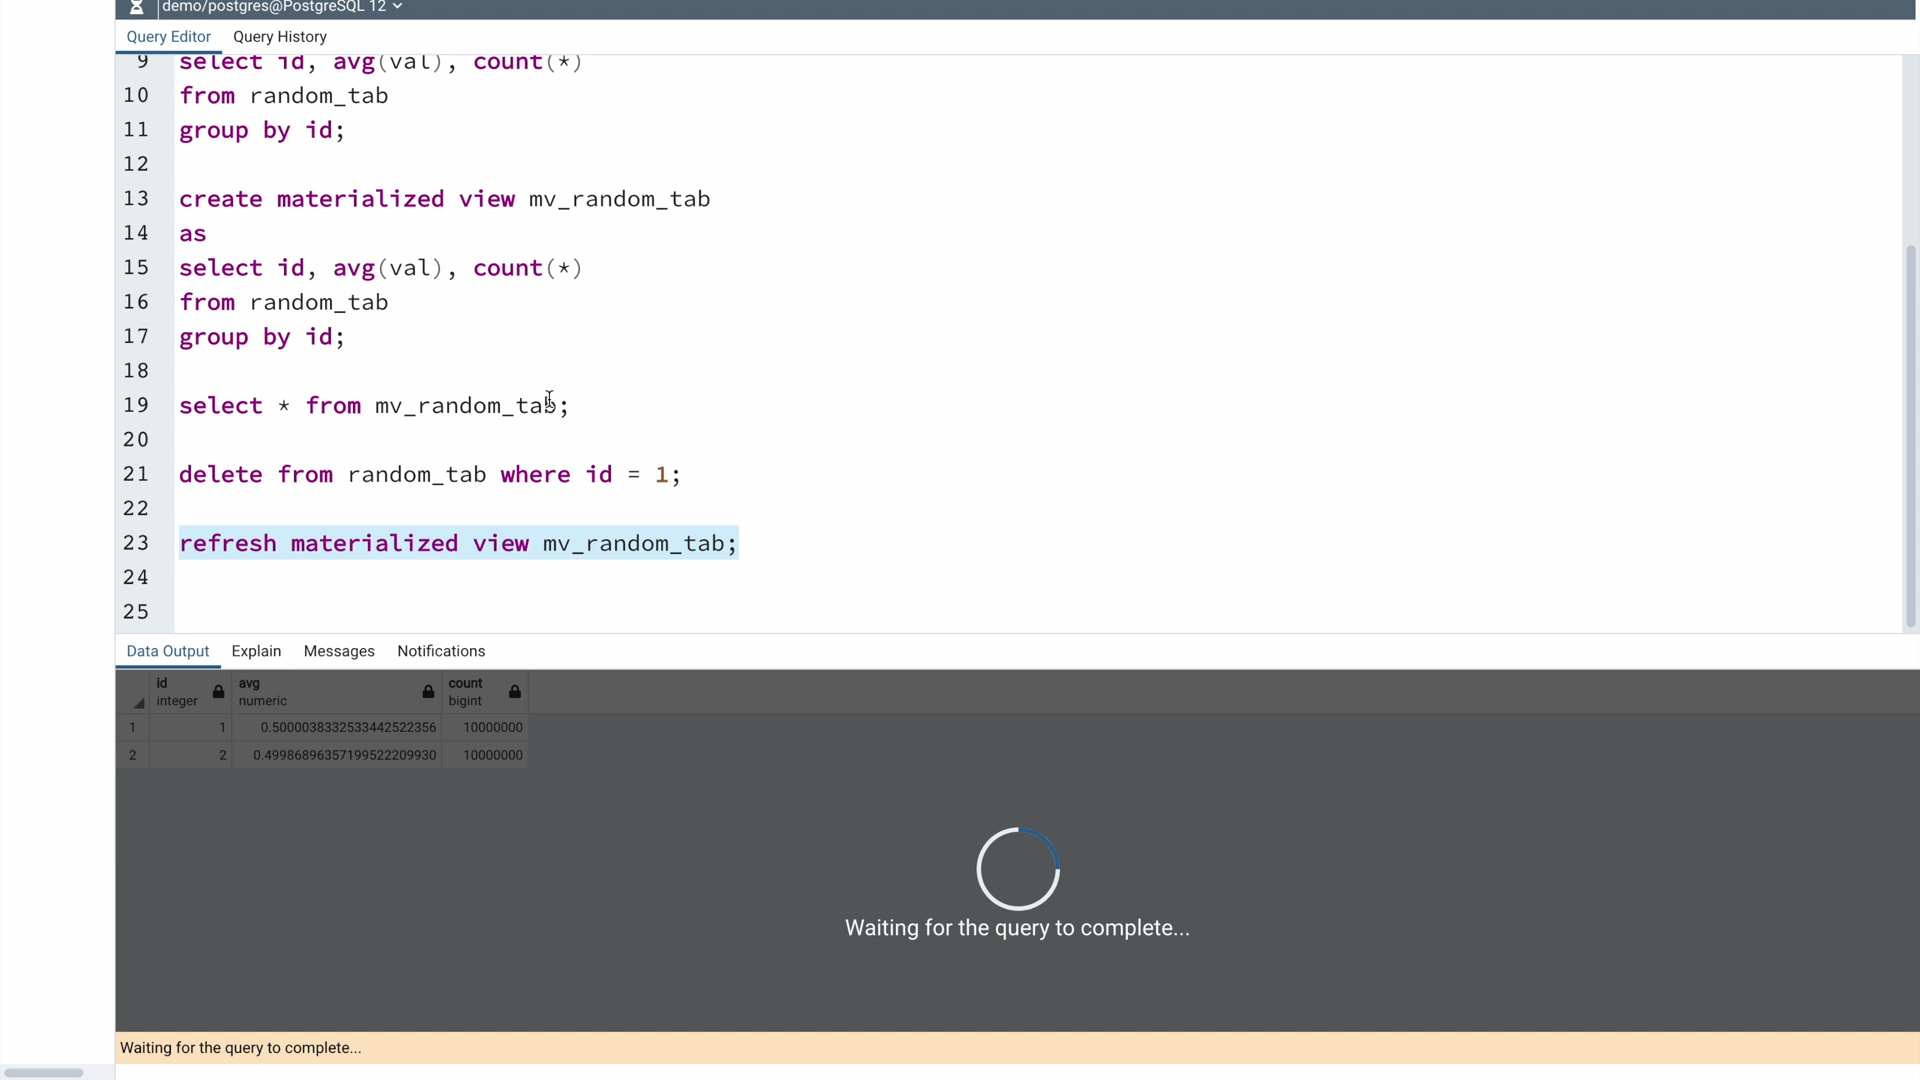 demo/postgres@PostgreSQL 12
Query Editor Query History
9 select id, avg(val), count(*)
10 from random_tab
11 group by id;
12
13 create materialized view mv_random_tab
14 as
15 select id, avg(val), count(*)
16 from random_tab
17 group by id;
18
19 select * from mv_random_tab;
20
21 delete from random_tab where id = 1;
22
23 refresh materialized view mv_random_tab;
24
25
Data Output Explain Messages Notifications
id avg count
integer numeric bigint
1 1 0.5000038332533442522356 10000000
2 2 0.49986896357199522209930 10000000
Waiting for the query to complete...
Waiting for the query to complete...